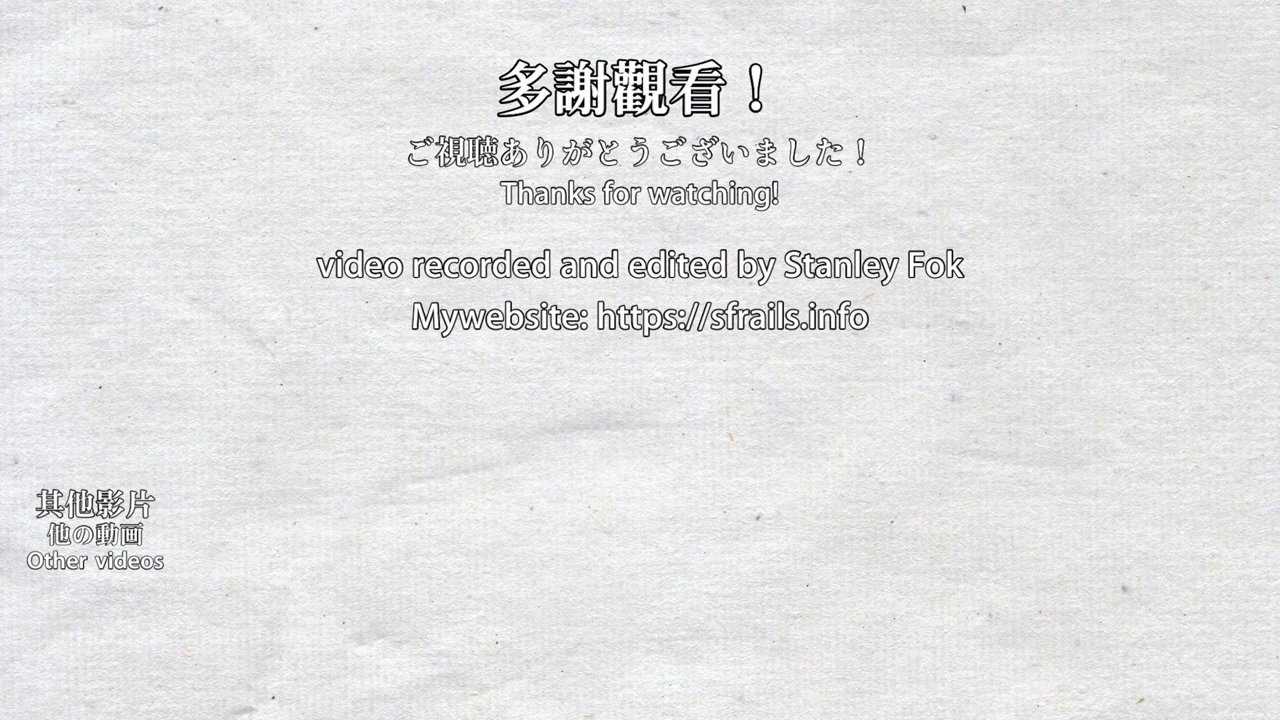 多謝觀看！
ご視聴ありがとうございました！
Thanks for watching!
video recorded and edited by Stanley Fok
Mywebsite: https://sfrails.info
其他影片
他の動画
Other videos